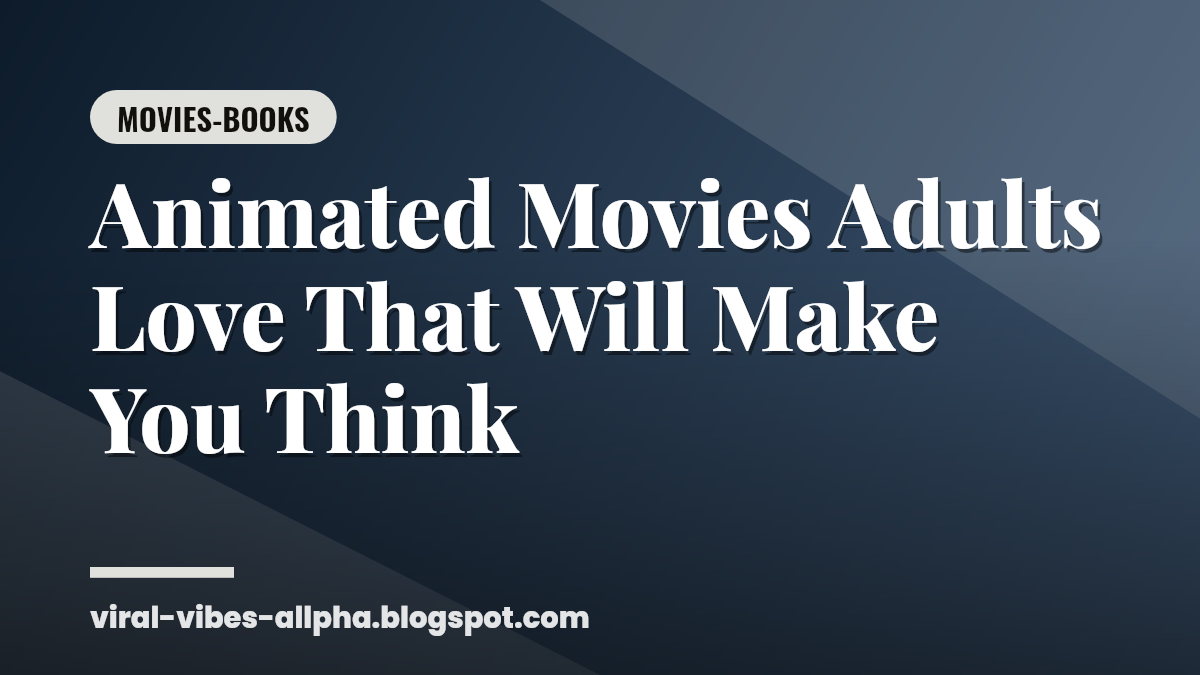 MOVIES-BOOKS
Animated Movies Adults
Love That Will Make
You Think
viral-vibes-allpha.blogspot.com